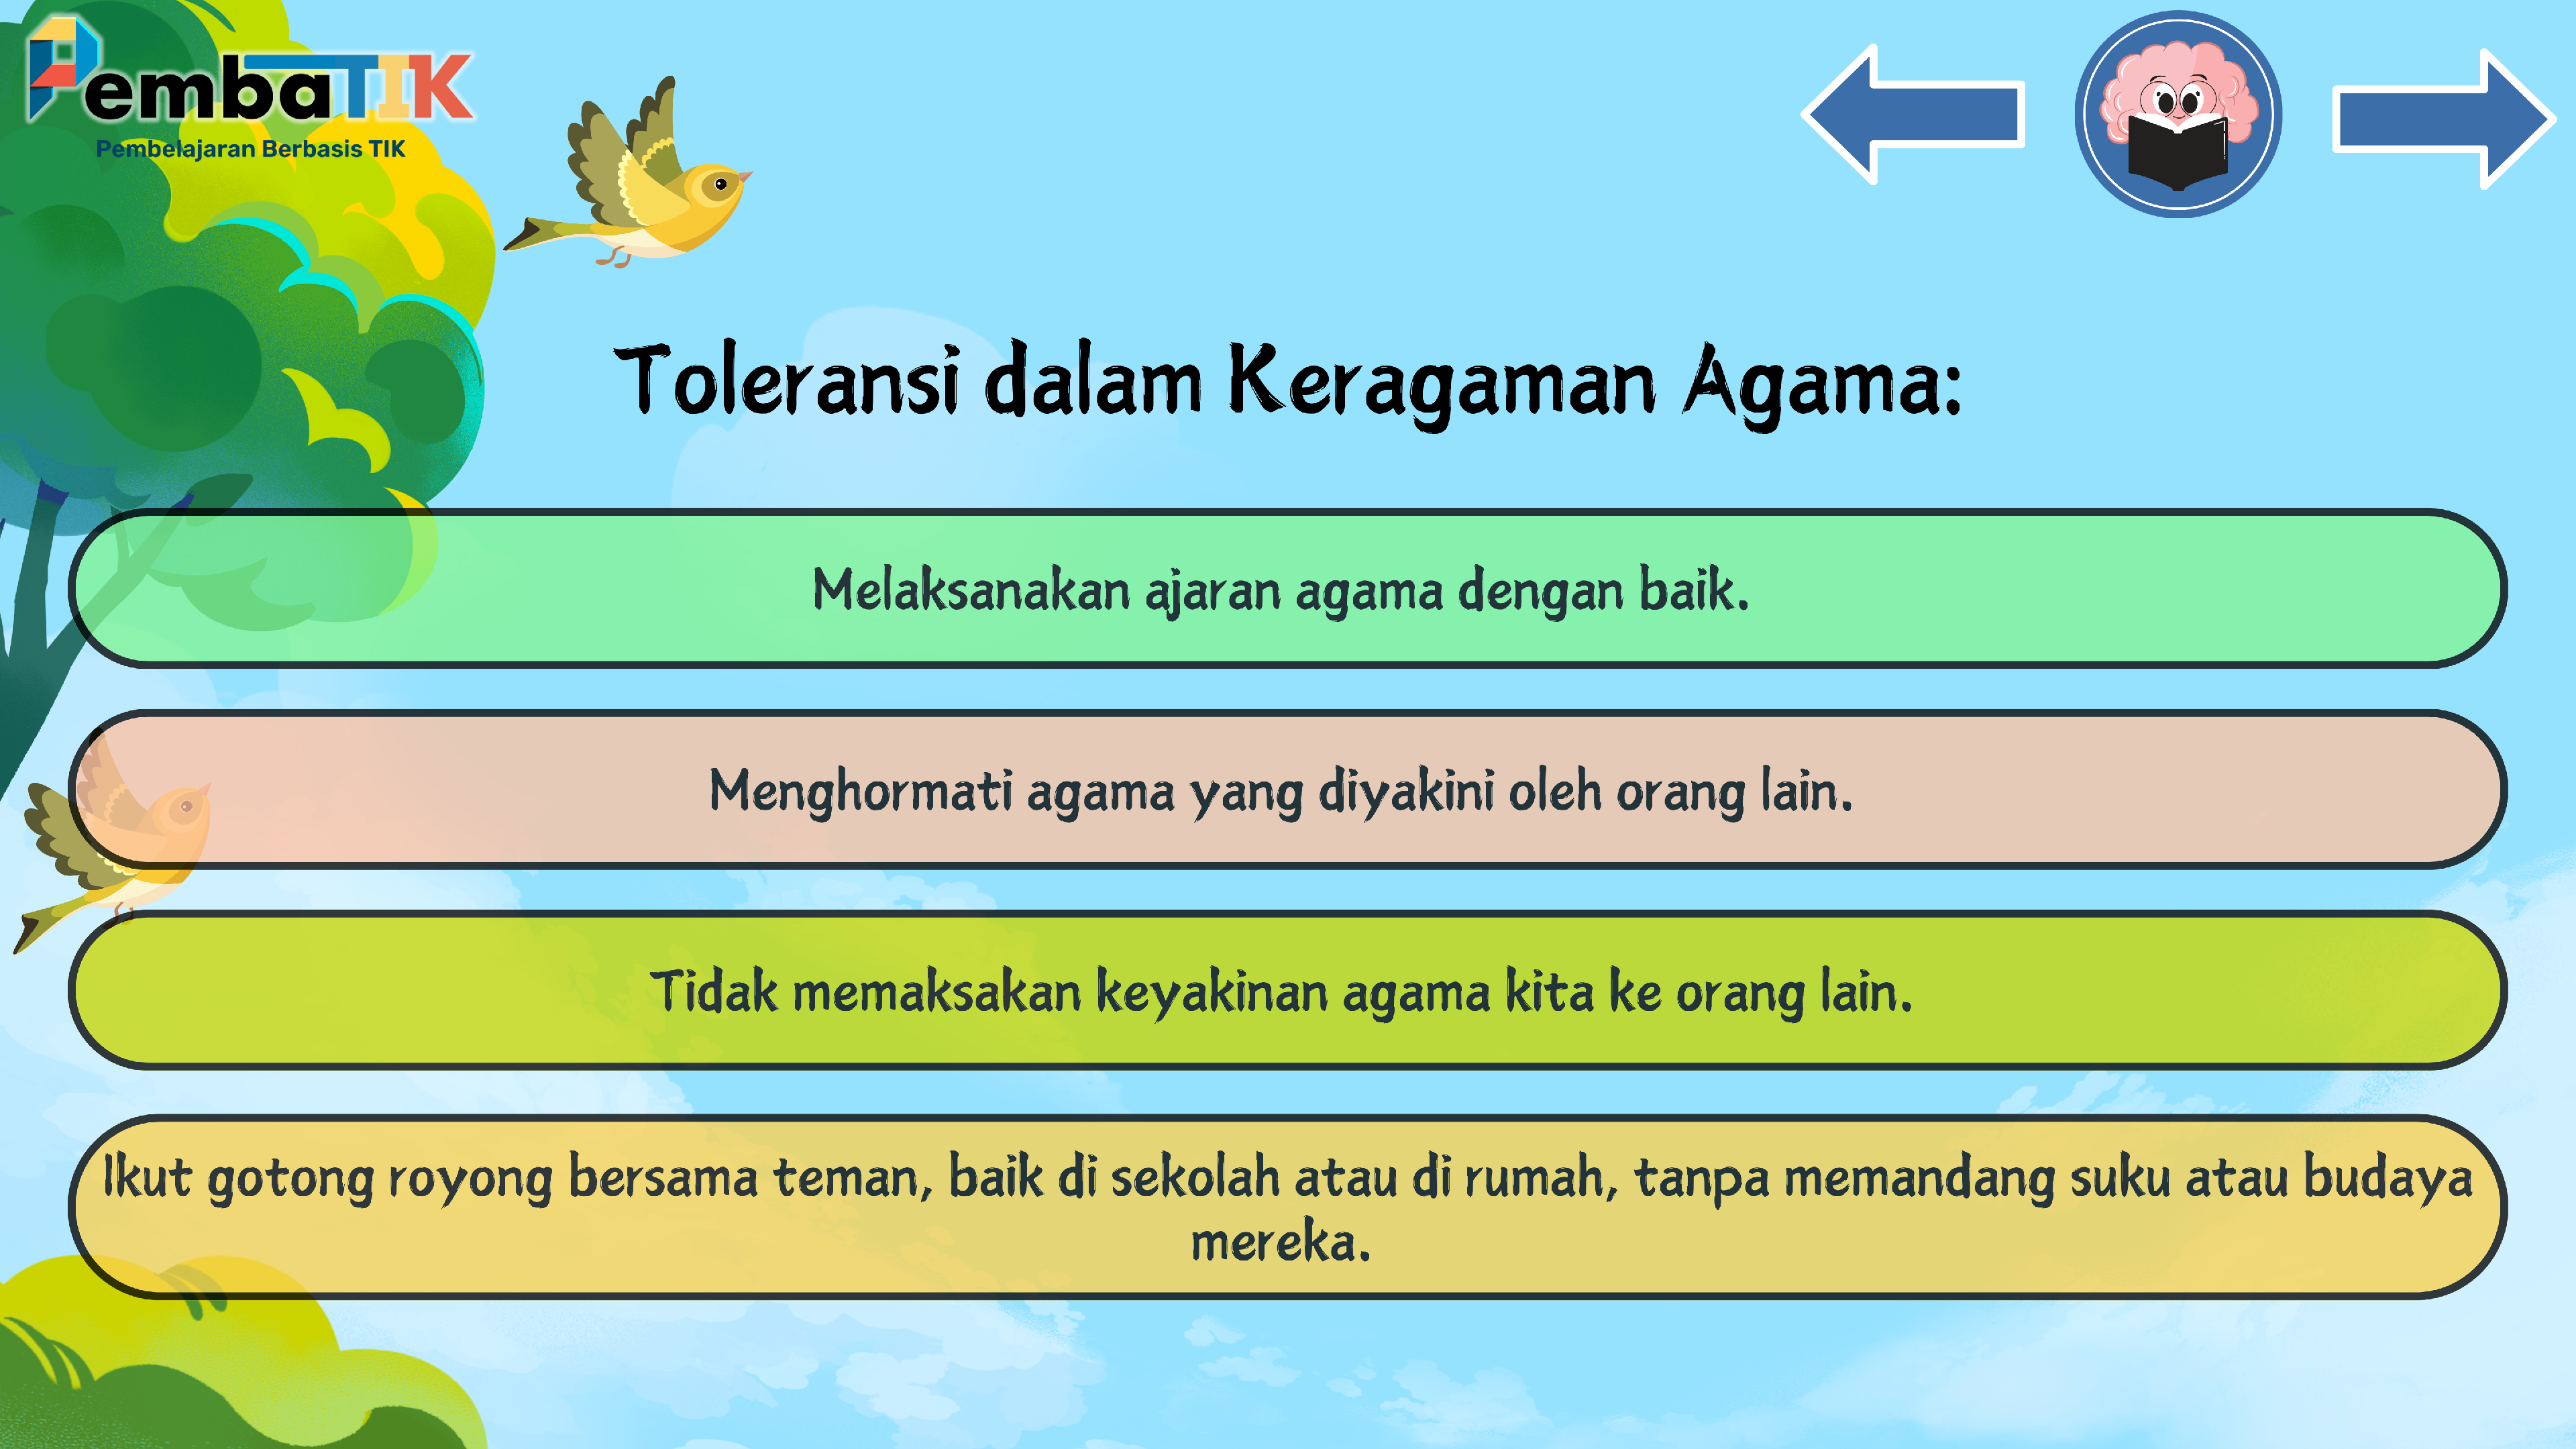 PembaTIK
Pembelajaran Berbasis TIK
Toleransi dalam Keragaman Agama:
Melaksanakan ajaran agama dengan baik.
Menghormati agama yang diyakini oleh orang lain.
Tidak memaksakan keyakinan agama kita ke orang lain.
Ikut gotong royong bersama teman, baik di sekolah atau di rumah, tanpa memandang suku atau budaya
mereka.